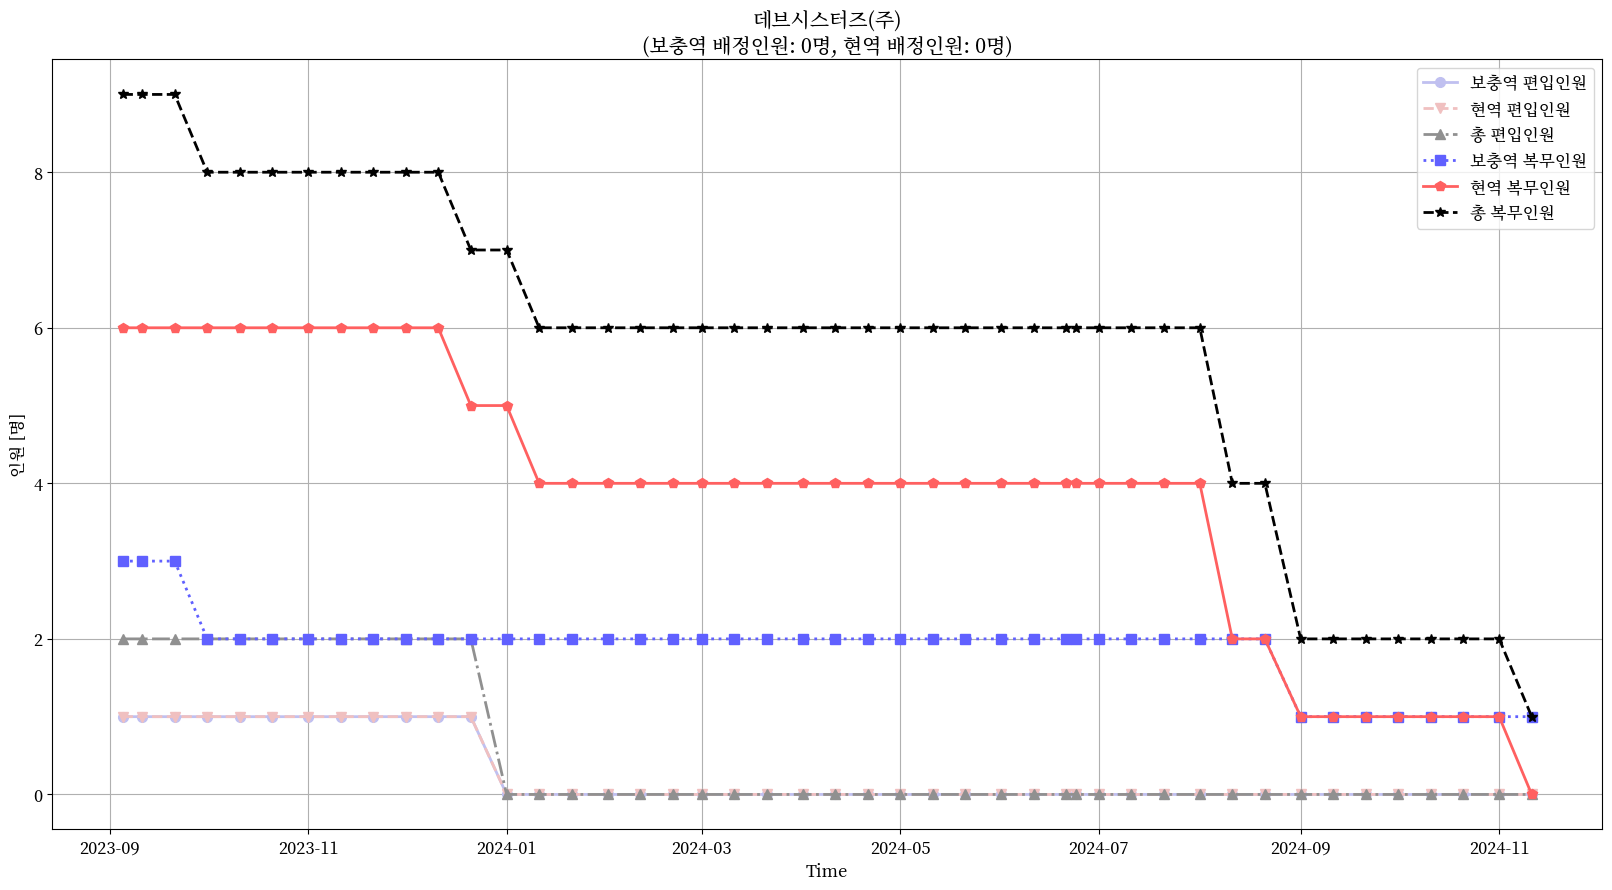 데브시스터즈(주)
(보충역 배정인원: 0명, 현역 배정인원: 0명)
보충역 편입인원
현역 편입인원
총 편입인원
보충역 복무인원
현역 복무인원
총 복무인원
인원 [명]
8
6
4
2
0
2023-09
2023-11
2024-01
2024-03
2024-05
2024-07
2024-09
2024-11
Time